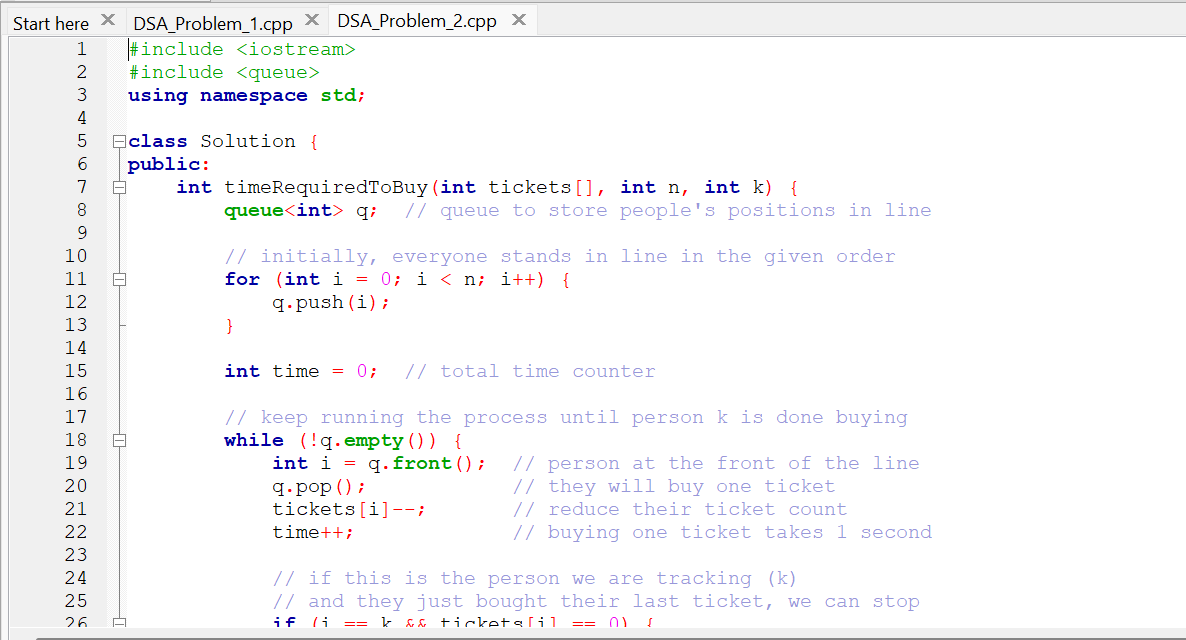 Start here DSA_Problem_1.cpp DSA_Problem_2.cpp
1 #include <iostream>
2 #include <queue>
3 using namespace std;
4
5 class Solution {
6 public:
7     int timeRequiredToBuy(int tickets[], int n, int k) {
8         queue<int> q;  // queue to store people's positions in line
9
10         // initially, everyone stands in line in the given order
11         for (int i = 0; i < n; i++) {
12             q.push(i);
13         }
14
15         int time = 0;  // total time counter
16
17         // keep running the process until person k is done buying
18         while (!q.empty()) {
19             int i = q.front();  // person at the front of the line
20             q.pop();            // they will buy one ticket
21             tickets[i]--;       // reduce their ticket count
22             time++;             // buying one ticket takes 1 second
23
24             // if this is the person we are tracking (k)
25             // and they just bought their last ticket, we can stop
26             if (i == k && tickets[i] == 0) {